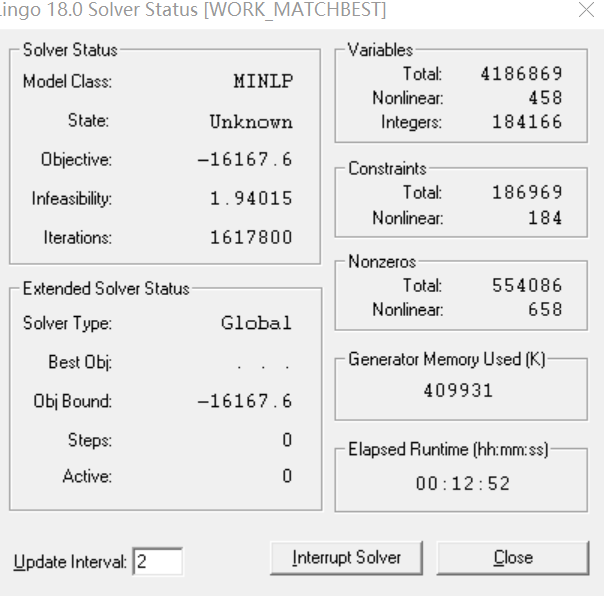 Lingo 18.0 Solver Status [WORK_MATCHBEST]
Solver Status
Model Class: MINLP
State: Unknown
Objective: -16167.6
Infeasibility: 1.94015
Iterations: 1617800
Extended Solver Status
Solver Type: Global
Best Obj: . . .
Obj Bound: -16167.6
Steps: 0
Active: 0
Variables
Total: 4186869
Nonlinear: 458
Integers: 184166
Constraints
Total: 186969
Nonlinear: 184
Nonzeros
Total: 554086
Nonlinear: 658
Generator Memory Used (K)
409931
Elapsed Runtime (hh:mm:ss)
00:12:52
Update Interval: 2
Interrupt Solver
Close